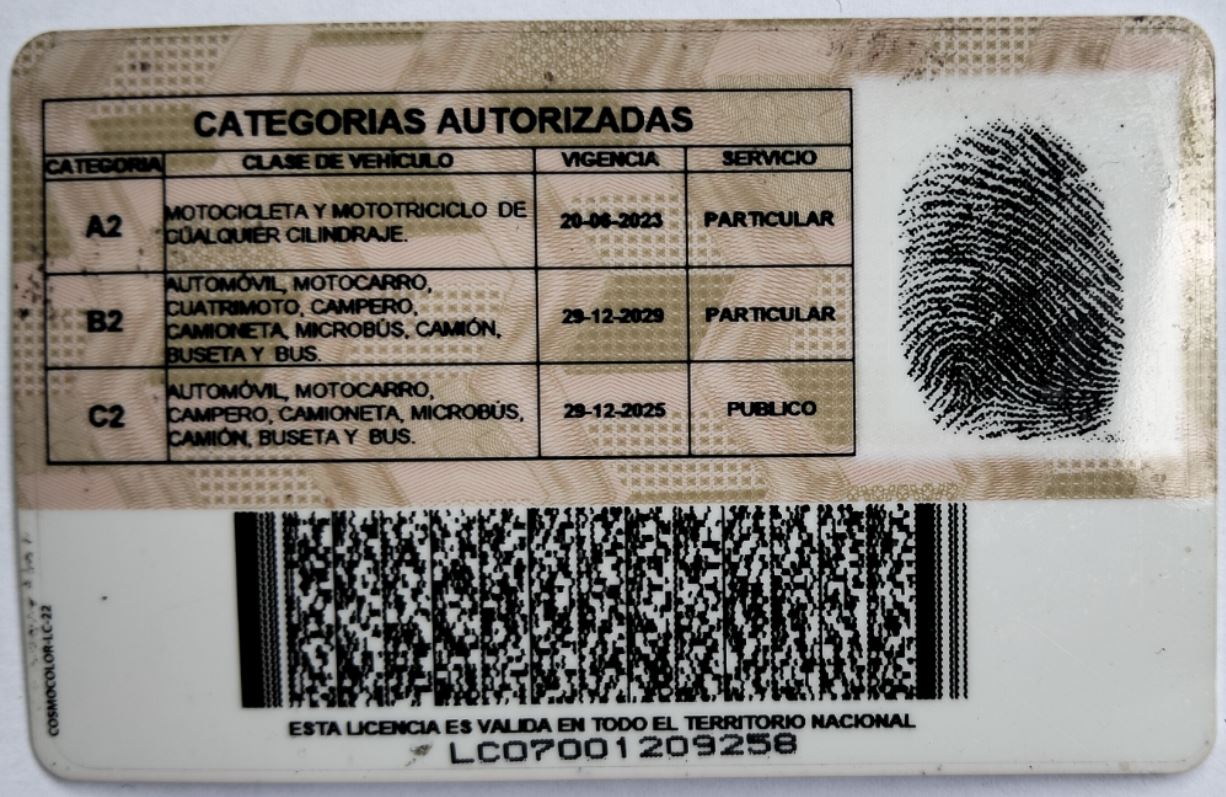 CATEGORIAS AUTORIZADAS
CATEGORIA CLASE DE VEHÍCULO VIGENCIA SERVICIO
A2 MOTOCICLETA Y MOTOTRICICLO DE CUALQUIER CILINDRAJE. 20-06-2023 PARTICULAR
B2 AUTOMÓVIL, MOTOCARRO, CUATRIMOTO, CAMPERO, CAMIONETA, MICROBÚS, CAMIÓN, BUSETA Y BUS. 29-12-2029 PARTICULAR
C2 AUTOMÓVIL, MOTOCARRO, CAMPERO, CAMIONETA, MICROBÚS, CAMIÓN, BUSETA Y BUS. 29-12-2025 PUBLICO
COSMOCOLOR-LC-22
ESTA LICENCIA ES VALIDA EN TODO EL TERRITORIO NACIONAL
LC07001209258